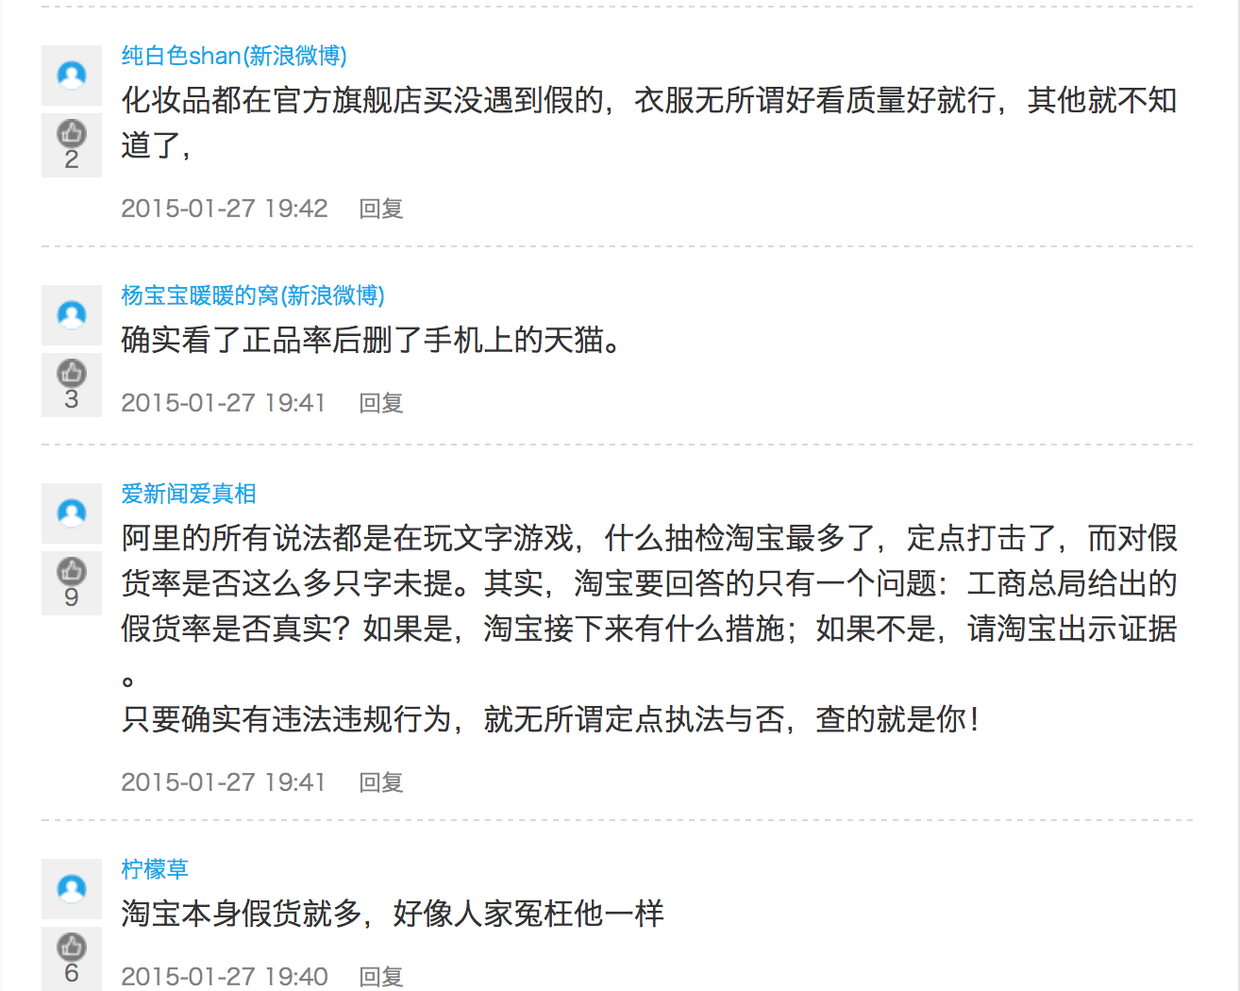 纯白色shan(新浪微博)
化妆品都在官方旗舰店买没遇到假的，衣服无所谓好看质量好就行，其他就不知
道了，
2
2015-01-27 19:42 回复
杨宝宝暖暖的窝(新浪微博)
确实看了正品率后删了手机上的天猫。
3
2015-01-27 19:41 回复
爱新闻爱真相
阿里的所有说法都是在玩文字游戏，什么抽检淘宝最多了，定点打击了，而对假
货率是否这么多只字未提。其实，淘宝要回答的只有一个问题：工商总局给出的
假货率是否真实？如果是，淘宝接下来有什么措施；如果不是，请淘宝出示证据
。
只要确实有违法违规行为，就无所谓定点执法与否，查的就是你！
9
2015-01-27 19:41 回复
柠檬草
淘宝本身假货就多，好像人家冤枉他一样
6
2015-01-27 19:40 回复